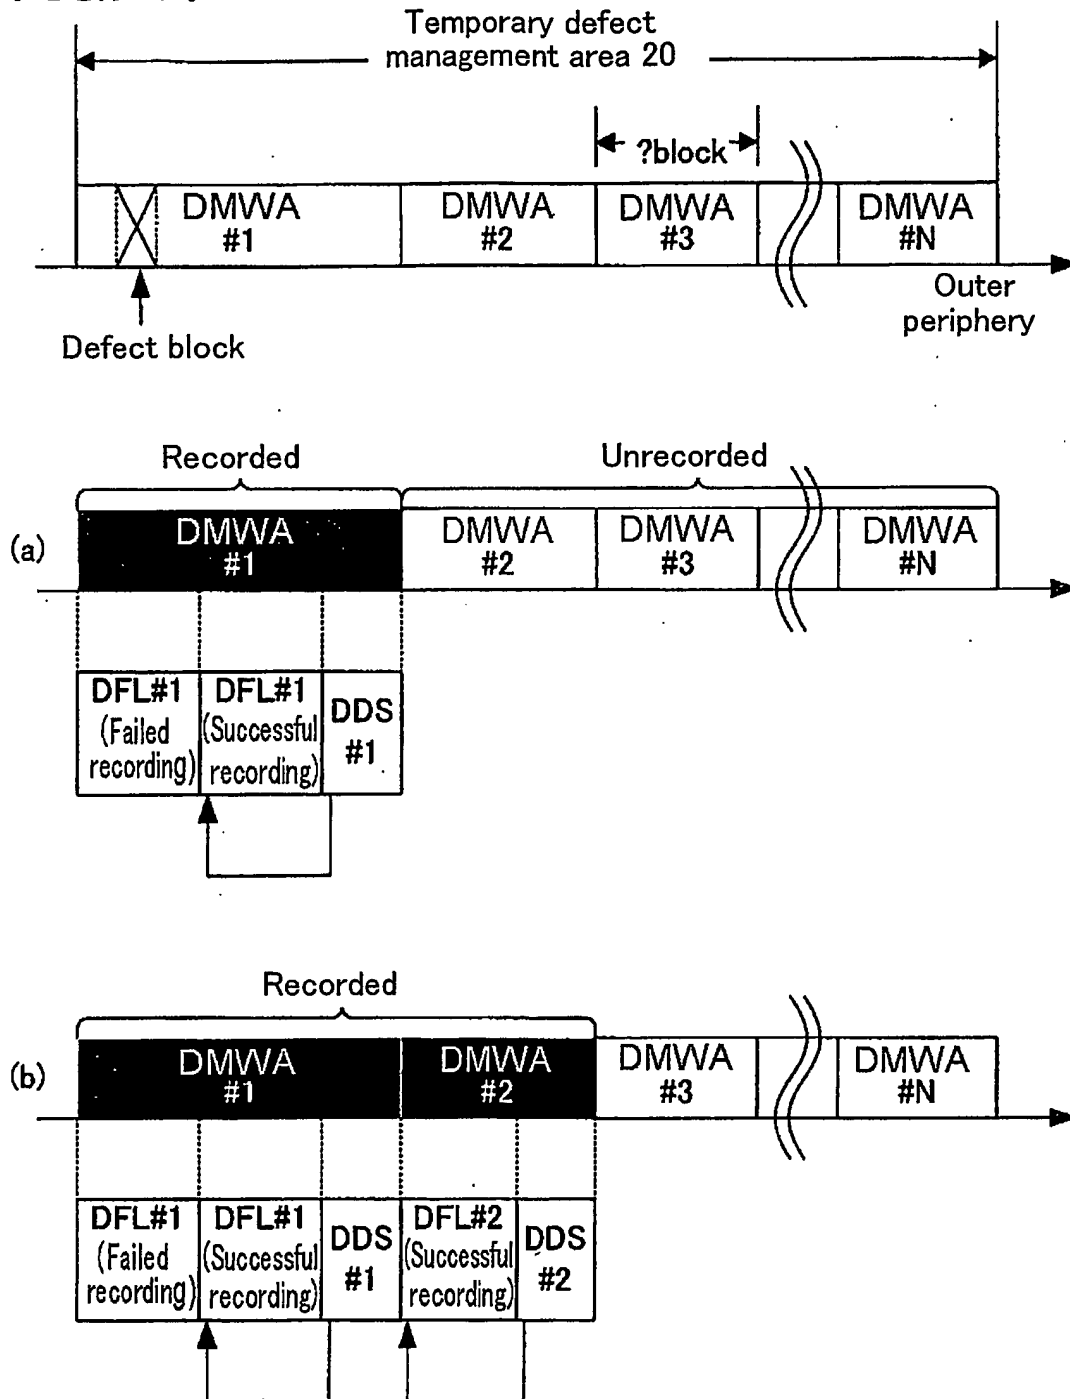 Temporary defect
management area 20
?block
DMWA
#1
DMWA
#2
DMWA
#3
DMWA
#N
Outer
periphery
Defect block
Recorded
Unrecorded
(a)
DMWA
#1
DMWA
#2
DMWA
#3
DMWA
#N
DFL#1
(Failed
recording)
DFL#1
(Successful
recording)
DDS
#1
Recorded
(b)
DMWA
#1
DMWA
#2
DMWA
#3
DMWA
#N
DFL#1
(Failed
recording)
DFL#1
(Successful
recording)
DDS
#1
DFL#2
(Successful
recording)
DDS
#2